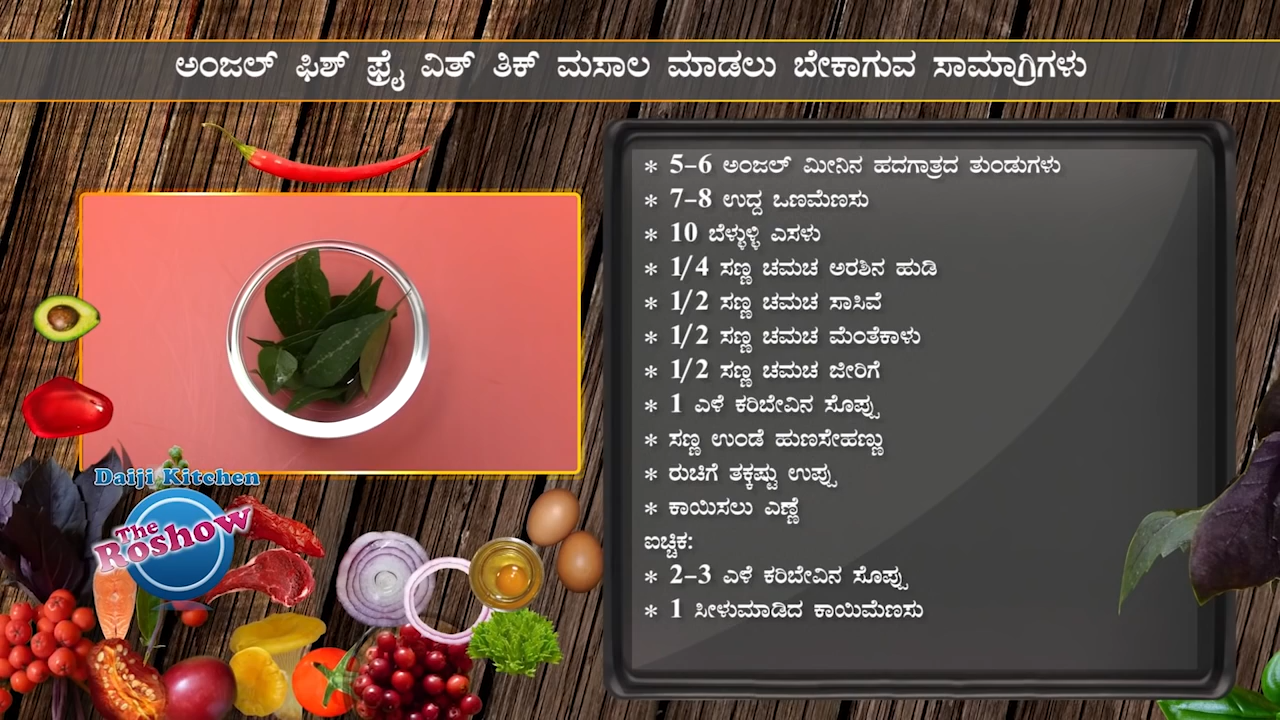 ಅಂಜಲ್ ಫಿಶ್ ಫ್ರೈ ವಿತ್ ತಿಕ್ ಮಸಾಲ ಮಾಡಲು ಬೇಕಾಗುವ ಸಾಮಾಗ್ರಿಗಳು
* 5-6 ಅಂಜಲ್ ಮೀನಿನ ಹದಗಾತ್ರದ ತುಂಡುಗಳು
* 7-8 ಉದ್ದ ಒಣಮೆಣಸು
* 10 ಬೆಳ್ಳುಳ್ಳಿ ಎಸಳು
* 1/4 ಸಣ್ಣ ಚಮಚ ಅರಶಿನ ಹುಡಿ
* 1/2 ಸಣ್ಣ ಚಮಚ ಸಾಸಿವೆ
* 1/2 ಸಣ್ಣ ಚಮಚ ಮೆಂತೆಕಾಳು
* 1/2 ಸಣ್ಣ ಚಮಚ ಜೀರಿಗೆ
* 1 ಎಳೆ ಕರಿಬೇವಿನ ಸೊಪ್ಪು
* ಸಣ್ಣ ಉಂಡೆ ಹುಣಸೇಹಣ್ಣು
* ರುಚಿಗೆ ತಕ್ಕಷ್ಟು ಉಪ್ಪು
* ಕಾಯಿಸಲು ಎಣ್ಣೆ
ಐಚ್ಚಿಕ:
* 2-3 ಎಳೆ ಕರಿಬೇವಿನ ಸೊಪ್ಪು
* 1 ಸೀಳುಮಾಡಿದ ಕಾಯಿಮೆಣಸು
Daiji Kitchen
The
Roshow